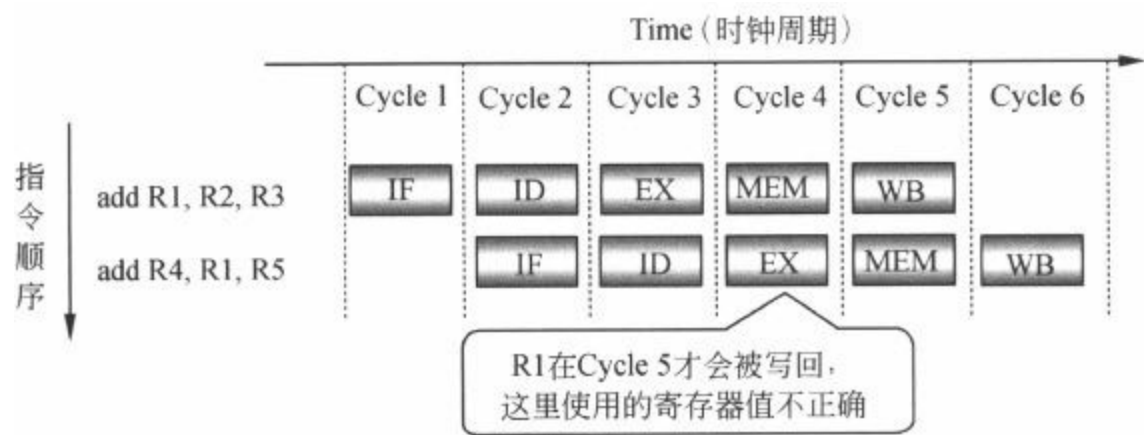 Time（时钟周期）
Cycle 1 Cycle 2 Cycle 3 Cycle 4 Cycle 5 Cycle 6
指令顺序
add R1, R2, R3 IF ID EX MEM WB
add R4, R1, R5 IF ID EX MEM WB
R1在Cycle 5才会被写回，
这里使用的寄存器值不正确